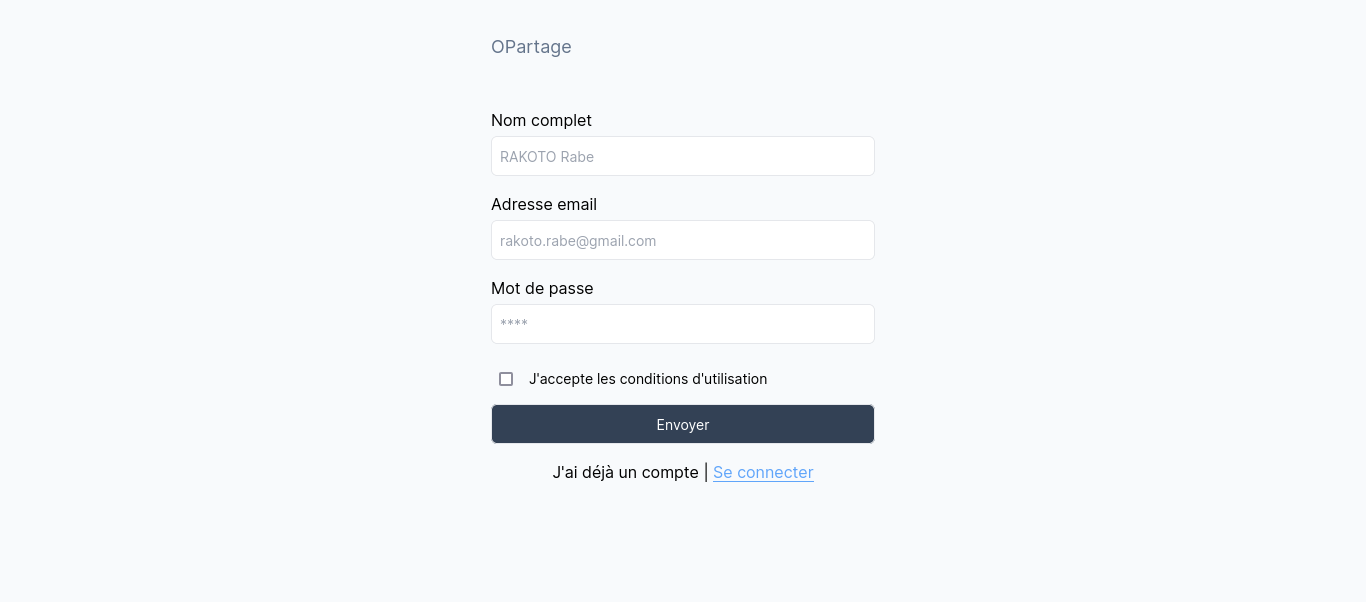 OPartage
Nom complet
RAKOTO Rabe
Adresse email
rakoto.rabe@gmail.com
Mot de passe
****
J'accepte les conditions d'utilisation
Envoyer
J'ai déjà un compte | Se connecter